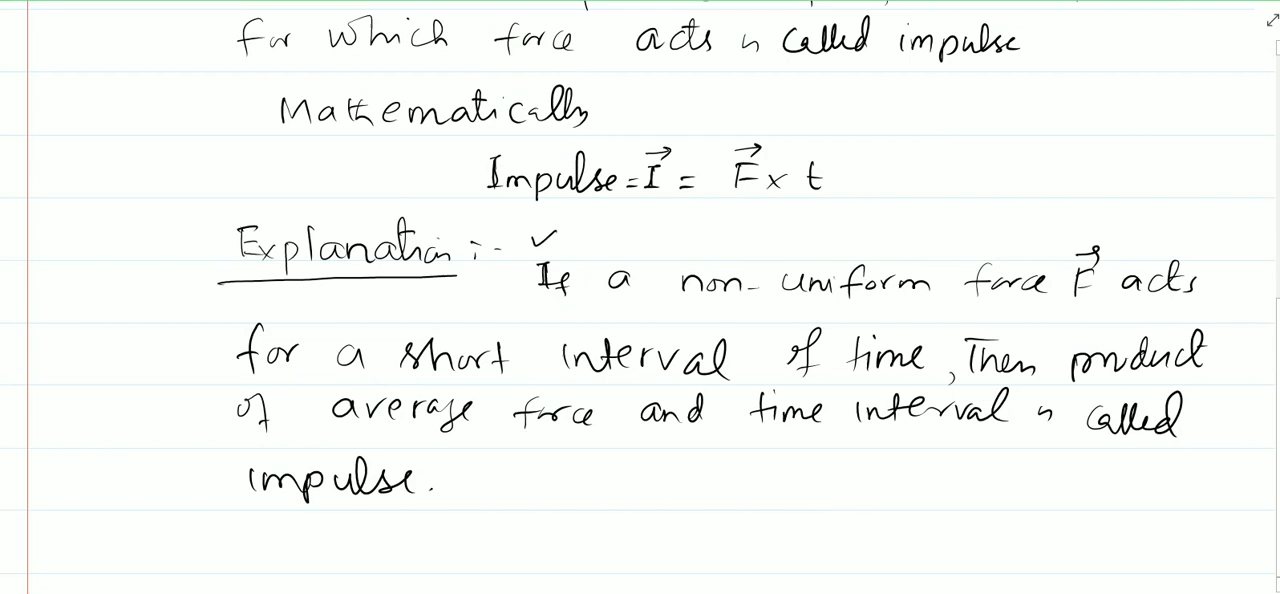 for which force acts is called impulse
Mathematically
Impulse = I⃗ = F⃗ × t
Explanation :- ✓
If a non-uniform force F⃗ acts
for a short interval of time, Then product
of average force and time interval is called
impulse.